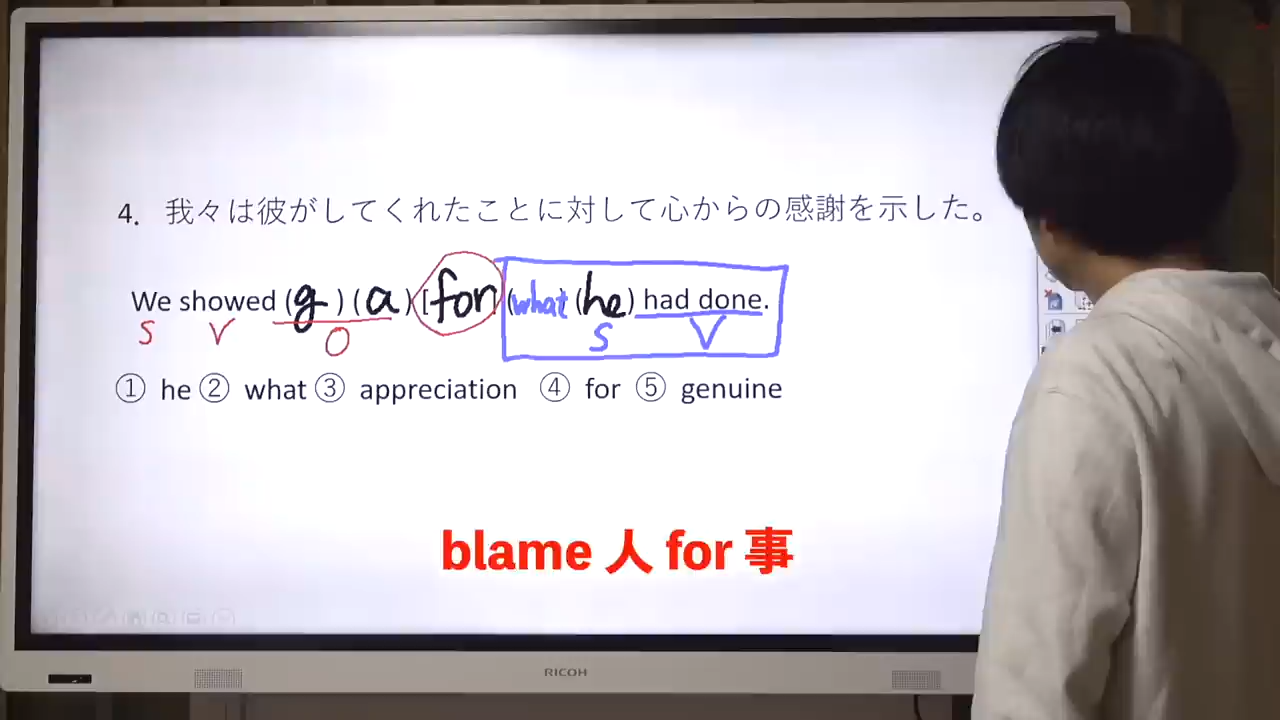 4. 我々は彼がしてくれたことに対して心からの感謝を示した。
We showed (g ) (a ) [for] (what) (he) had done.
S V O S V
① he ② what ③ appreciation ④ for ⑤ genuine
blame 人 for 事
RICOH